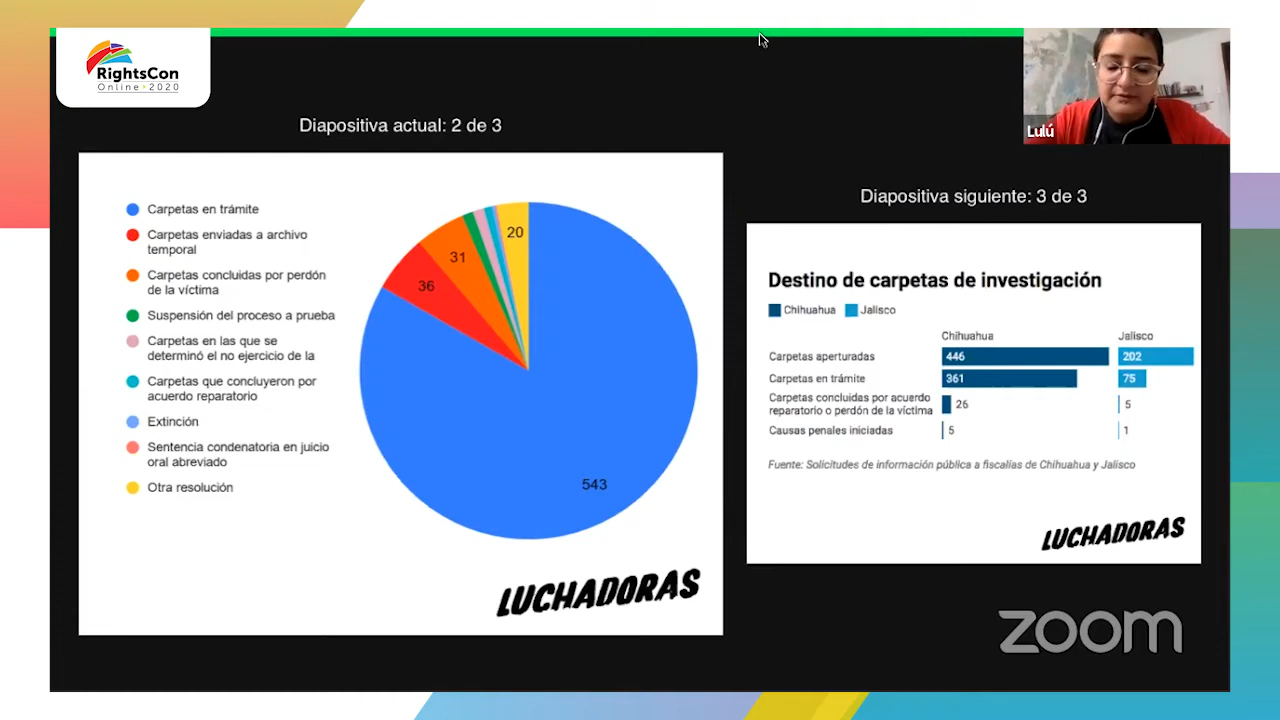 RightsCon
Online 2020
Lulú
Diapositiva actual: 2 de 3
Carpetas en trámite
Carpetas enviadas a archivo
temporal
Carpetas concluidas por perdón
de la víctima
Suspensión del proceso a prueba
Carpetas en las que se
determinó el no ejercicio de la
Carpetas que concluyeron por
acuerdo reparatorio
Extinción
Sentencia condenatoria en juicio
oral abreviado
Otra resolución
20
31
36
543
LUCHADORAS
Diapositiva siguiente: 3 de 3
Destino de carpetas de investigación
Chihuahua Jalisco
Chihuahua Jalisco
Carpetas aperturadas 446 202
Carpetas en trámite 361 75
Carpetas concluidas por acuerdo
reparatorio o perdón de la víctima 26 5
Causas penales iniciadas 5 1
Fuente: Solicitudes de información pública a fiscalías de Chihuahua y Jalisco
LUCHADORAS
zoom